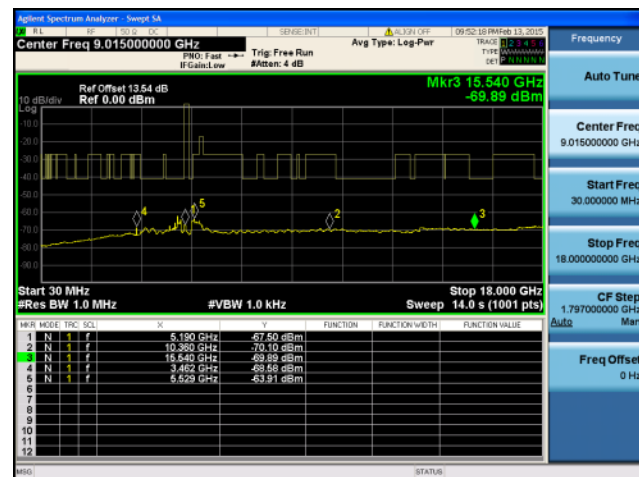 Agilent Spectrum Analyzer - Swept SA
RL RF 50 Ω DC SENSE:INT ALIGN OFF 09:52:18 PM Feb 13, 2015
Center Freq 9.015000000 GHz
PNO: Fast
IFGain:Low
Trig: Free Run
#Atten: 4 dB
Avg Type: Log-Pwr
TRACE 1 2 3 4 5 6
TYPE
DET P N N N N N
Ref Offset 13.54 dB
Ref 0.00 dBm
Mkr3 15.540 GHz
-69.89 dBm
10 dB/div
Log
-10.0
-20.0
-30.0
-40.0
-50.0
-60.0
-70.0
-80.0
4
5
2
3
Start 30 MHz
Stop 18.000 GHz
#Res BW 1.0 MHz
#VBW 1.0 kHz
Sweep 14.0 s (1001 pts)
MKR MODE TRC SCL X Y FUNCTION FUNCTION WIDTH FUNCTION VALUE
1 N 1 f 5.190 GHz -67.50 dBm
2 N 1 f 10.360 GHz -70.10 dBm
3 N 1 f 15.540 GHz -69.89 dBm
4 N 1 f 3.462 GHz -68.58 dBm
5 N 1 f 5.529 GHz -63.91 dBm
6
7
8
9
10
11
12
MSG
STATUS
Frequency
Auto Tune
Center Freq
9.015000000 GHz
Start Freq
30.000000 MHz
Stop Freq
18.000000000 GHz
CF Step
1.797000000 GHz
Auto Man
Freq Offset
0 Hz